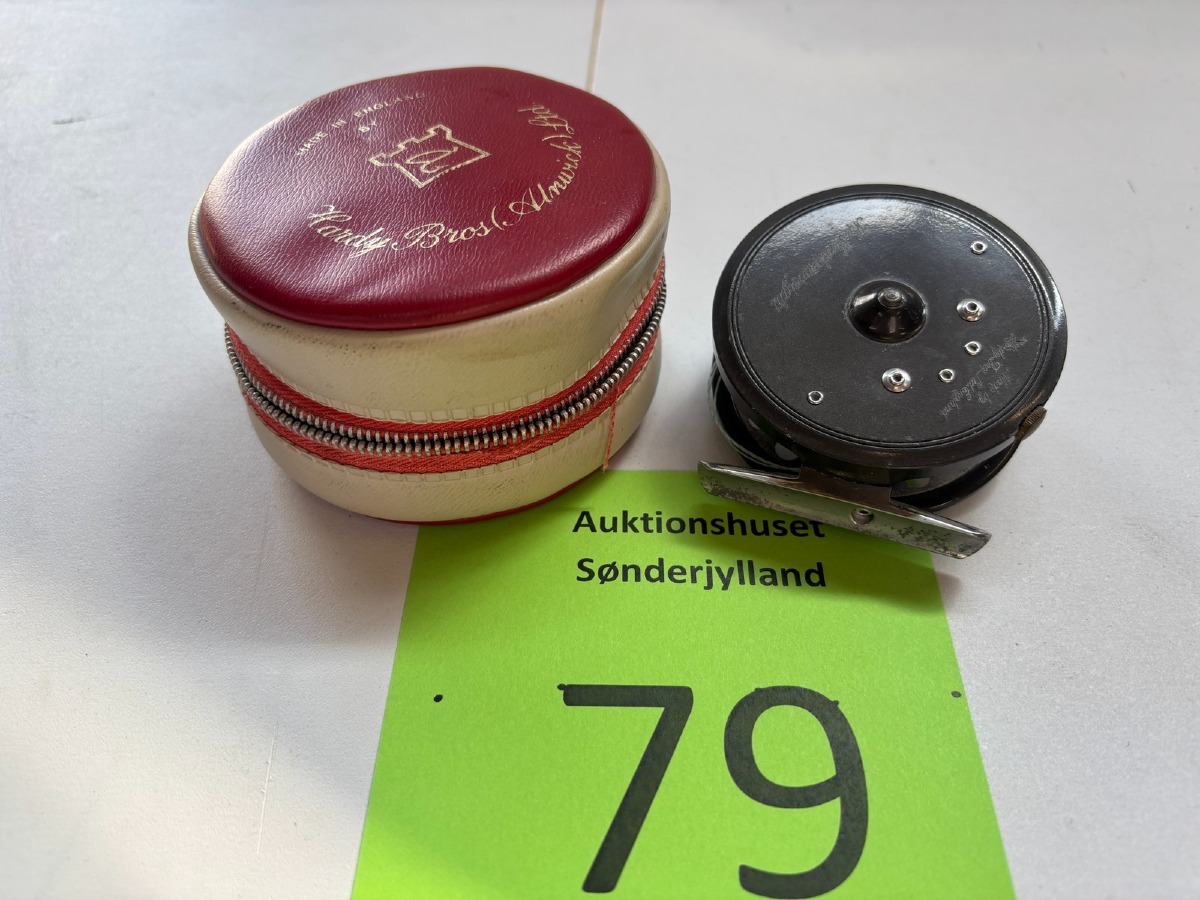 MADE IN ENGLAND
BY
Hardy Bros (Alnwick) Ltd.
Auktionshuset
Sønderjylland
79